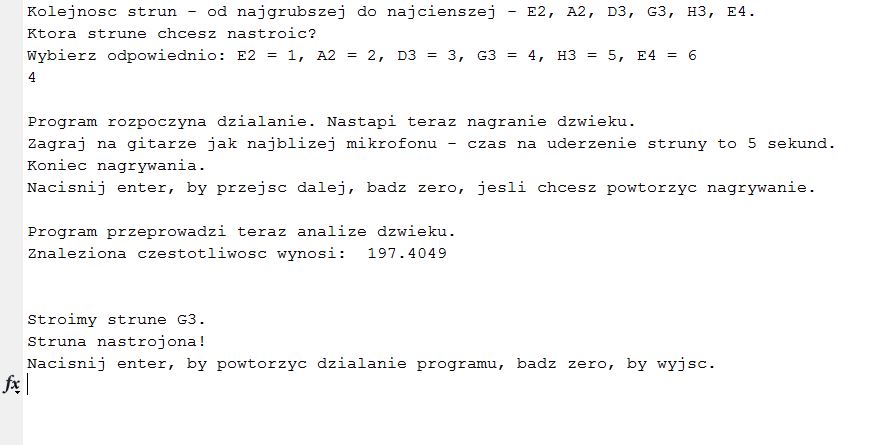 Kolejnosc strun - od najgrubszej do najcienszej - E2, A2, D3, G3, H3, E4.
Ktora strune chcesz nastroic?
Wybierz odpowiednio: E2 = 1, A2 = 2, D3 = 3, G3 = 4, H3 = 5, E4 = 6
4
Program rozpoczyna dzialanie. Nastapi teraz nagranie dzwieku.
Zagraj na gitarze jak najblizej mikrofonu - czas na uderzenie struny to 5 sekund.
Koniec nagrywania.
Nacisnij enter, by przejsc dalej, badz zero, jesli chcesz powtorzyc nagrywanie.
Program przeprowadzi teraz analize dzwieku.
Znaleziona czestotliwosc wynosi:  197.4049
Stroimy strune G3.
Struna nastrojona!
Nacisnij enter, by powtorzyc dzialanie programu, badz zero, by wyjsc.
fx